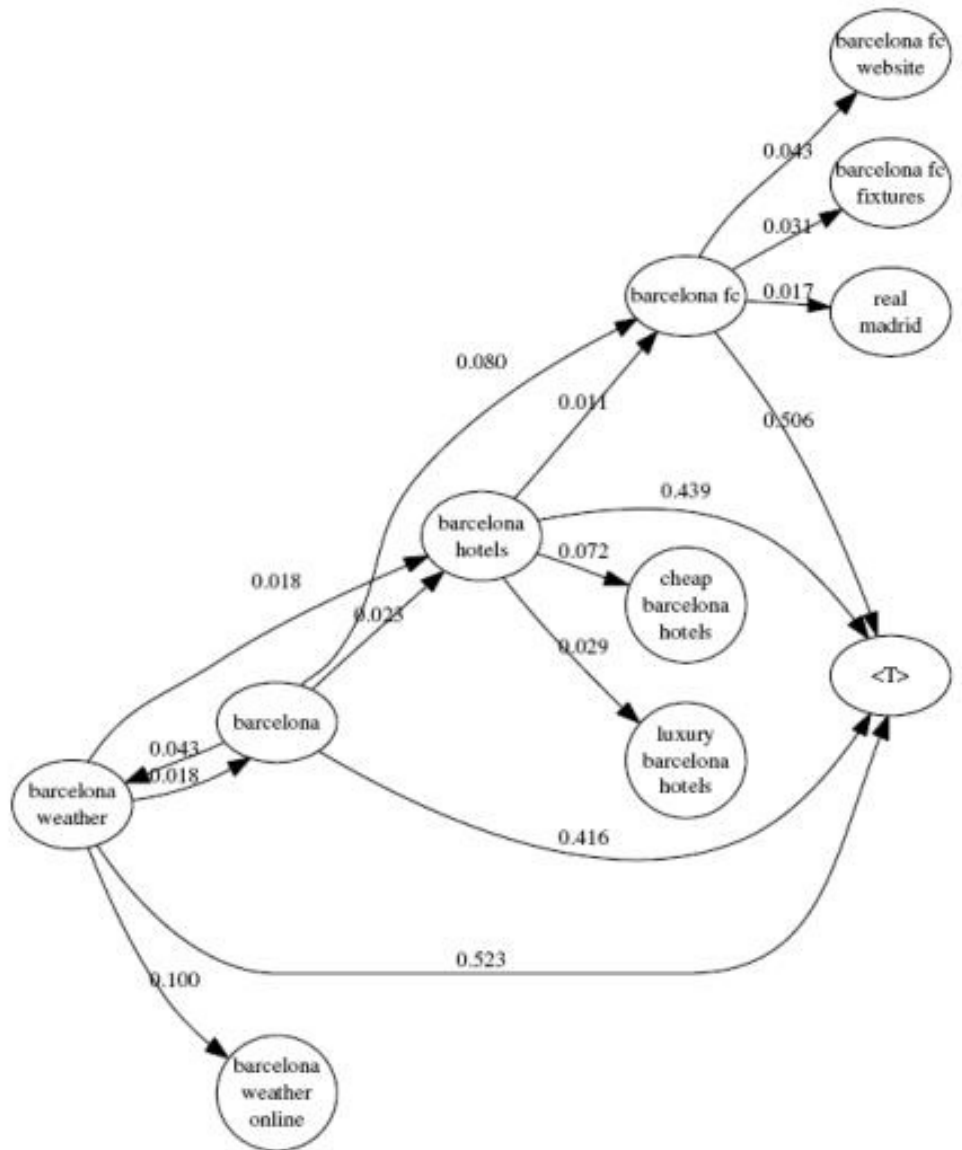 barcelona fc
website
0.043
barcelona fc
fixtures
0.031
barcelona fc
0.017
real
madrid
0.080
0.011
0.506
0.439
barcelona
hotels
0.072
cheap
barcelona
hotels
0.018
0.023
0.029
<T>
barcelona
luxury
barcelona
hotels
0.043
0.018
barcelona
weather
0.416
0.523
0.100
barcelona
weather
online